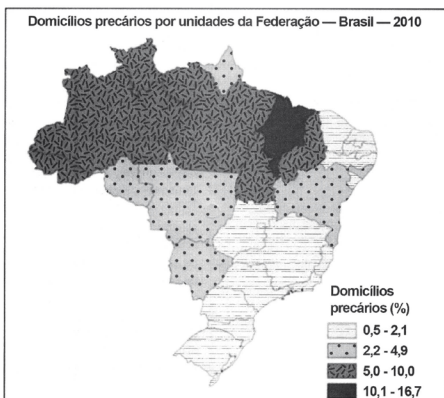 Domicílios precários por unidades da Federação — Brasil — 2010
Domicílios
precários (%)
0,5 - 2,1
2,2 - 4,9
5,0 - 10,0
10,1 - 16,7